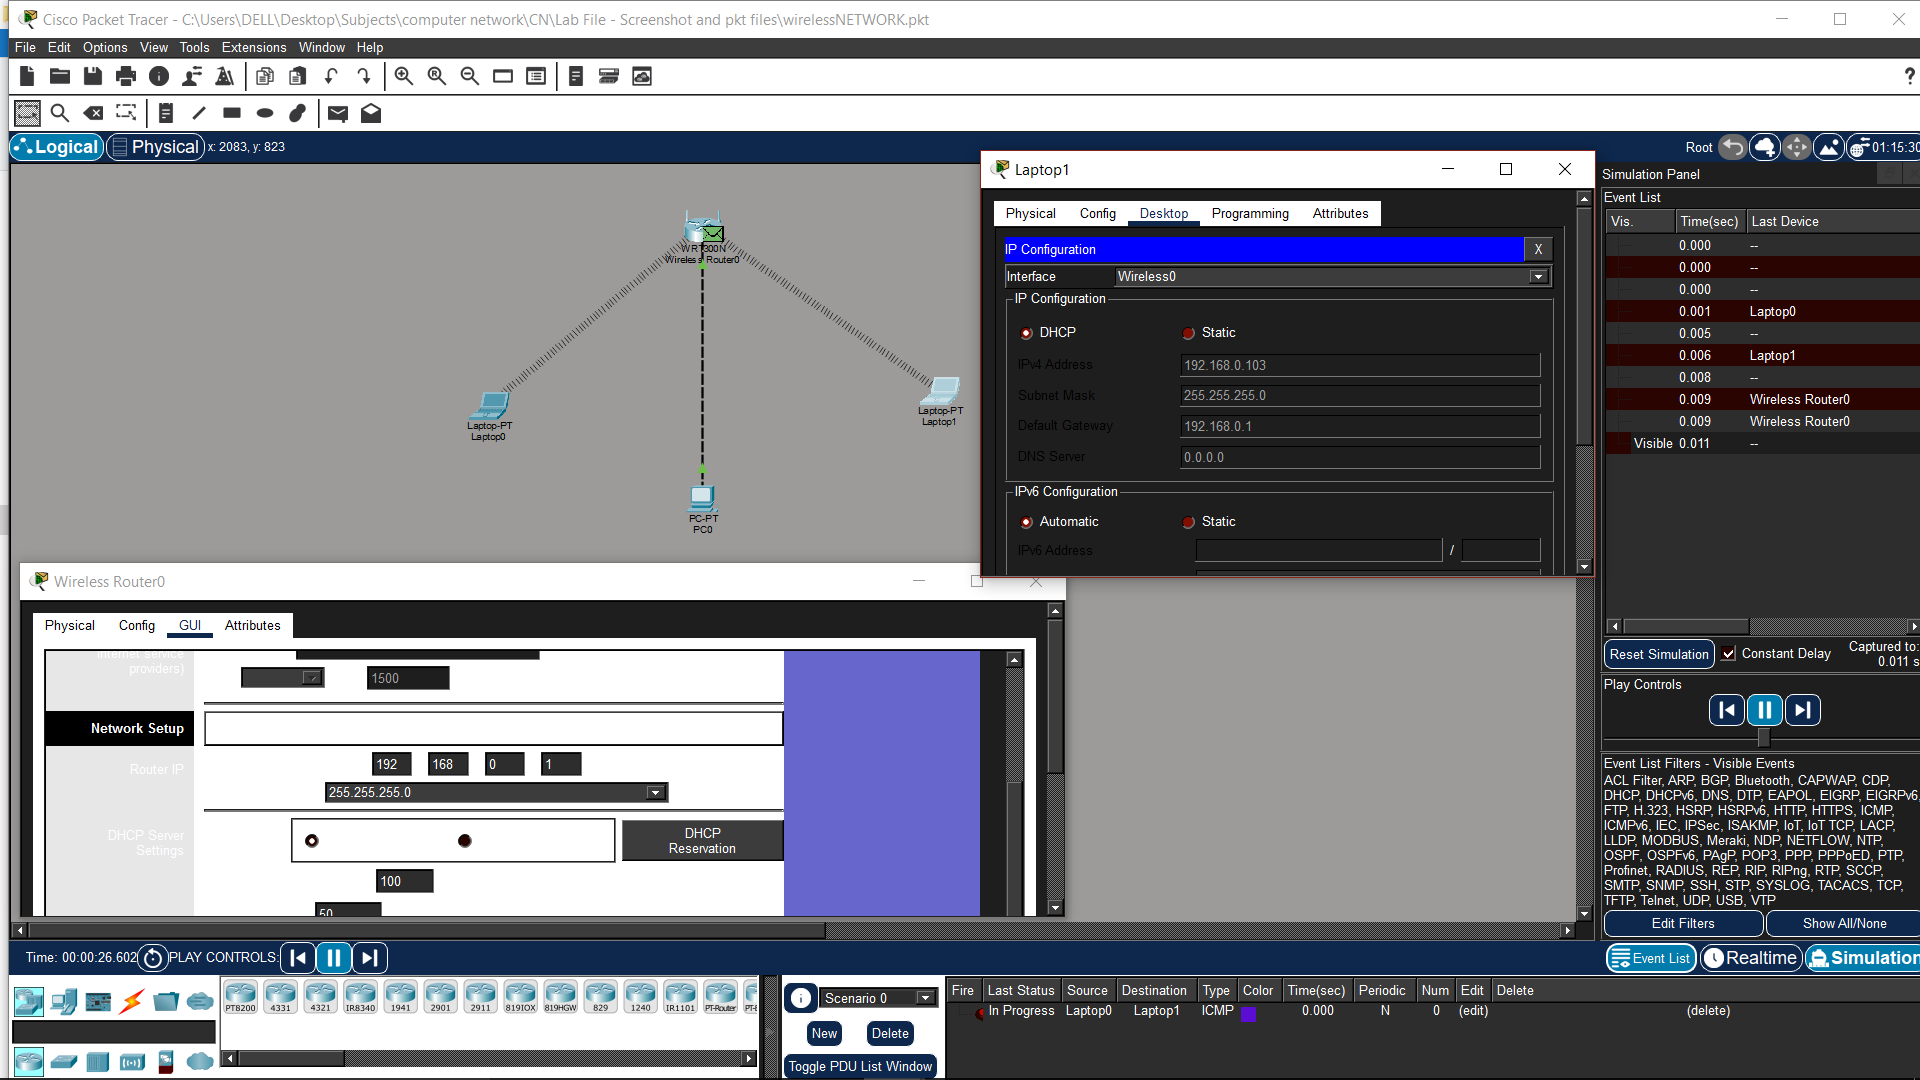 Cisco Packet Tracer - C:\Users\DELL\Desktop\Subjects\computer network\CN\Lab File - Screenshot and pkt files\wirelessNETWORK.pkt
File Edit Options View Tools Extensions Window Help
?
Logical Physical x: 2083, y: 823
Root 01:15:30
WRT300N
Wireless Router0
Laptop-PT
Laptop0
Laptop-PT
Laptop1
PC-PT
PC0
Laptop1
Physical Config Desktop Programming Attributes
IP Configuration X
Interface Wireless0
IP Configuration
DHCP Static
IPv4 Address 192.168.0.103
Subnet Mask 255.255.255.0
Default Gateway 192.168.0.1
DNS Server 0.0.0.0
IPv6 Configuration
Automatic Static
IPv6 Address /
Wireless Router0
Physical Config GUI Attributes
Internet service
providers)
1500
Network Setup
Router IP 192 168 0 1
255.255.255.0
DHCP Server
Settings
DHCP
Reservation
100
50
Simulation Panel
Event List
Vis. Time(sec) Last Device
0.000 --
0.000 --
0.000 --
0.001 Laptop0
0.005 --
0.006 Laptop1
0.008 --
0.009 Wireless Router0
0.009 Wireless Router0
Visible 0.011 --
Reset Simulation Constant Delay Captured to:
0.011 s
Play Controls
Event List Filters - Visible Events
ACL Filter, ARP, BGP, Bluetooth, CAPWAP, CDP,
DHCP, DHCPv6, DNS, DTP, EAPOL, EIGRP, EIGRPv6,
FTP, H.323, HSRP, HSRPv6, HTTP, HTTPS, ICMP,
ICMPv6, IEC, IPSec, ISAKMP, IoT, IoT TCP, LACP,
LLDP, MODBUS, Meraki, NDP, NETFLOW, NTP,
OSPF, OSPFv6, PAgP, POP3, PPP, PPPoED, PTP,
Profinet, RADIUS, REP, RIP, RIPng, RTP, SCCP,
SMTP, SNMP, SSH, STP, SYSLOG, TACACS, TCP,
TFTP, Telnet, UDP, USB, VTP
Edit Filters Show All/None
Event List Realtime Simulation
Time: 00:00:26.602 PLAY CONTROLS:
PT8200 4331 4321 IR8340 1941 2901 2911 819IOX 819HGW 829 1240 IR1101 PT-Router PT-E
Scenario 0
New Delete
Toggle PDU List Window
Fire Last Status Source Destination Type Color Time(sec) Periodic Num Edit Delete
In Progress Laptop0 Laptop1 ICMP 0.000 N 0 (edit) (delete)